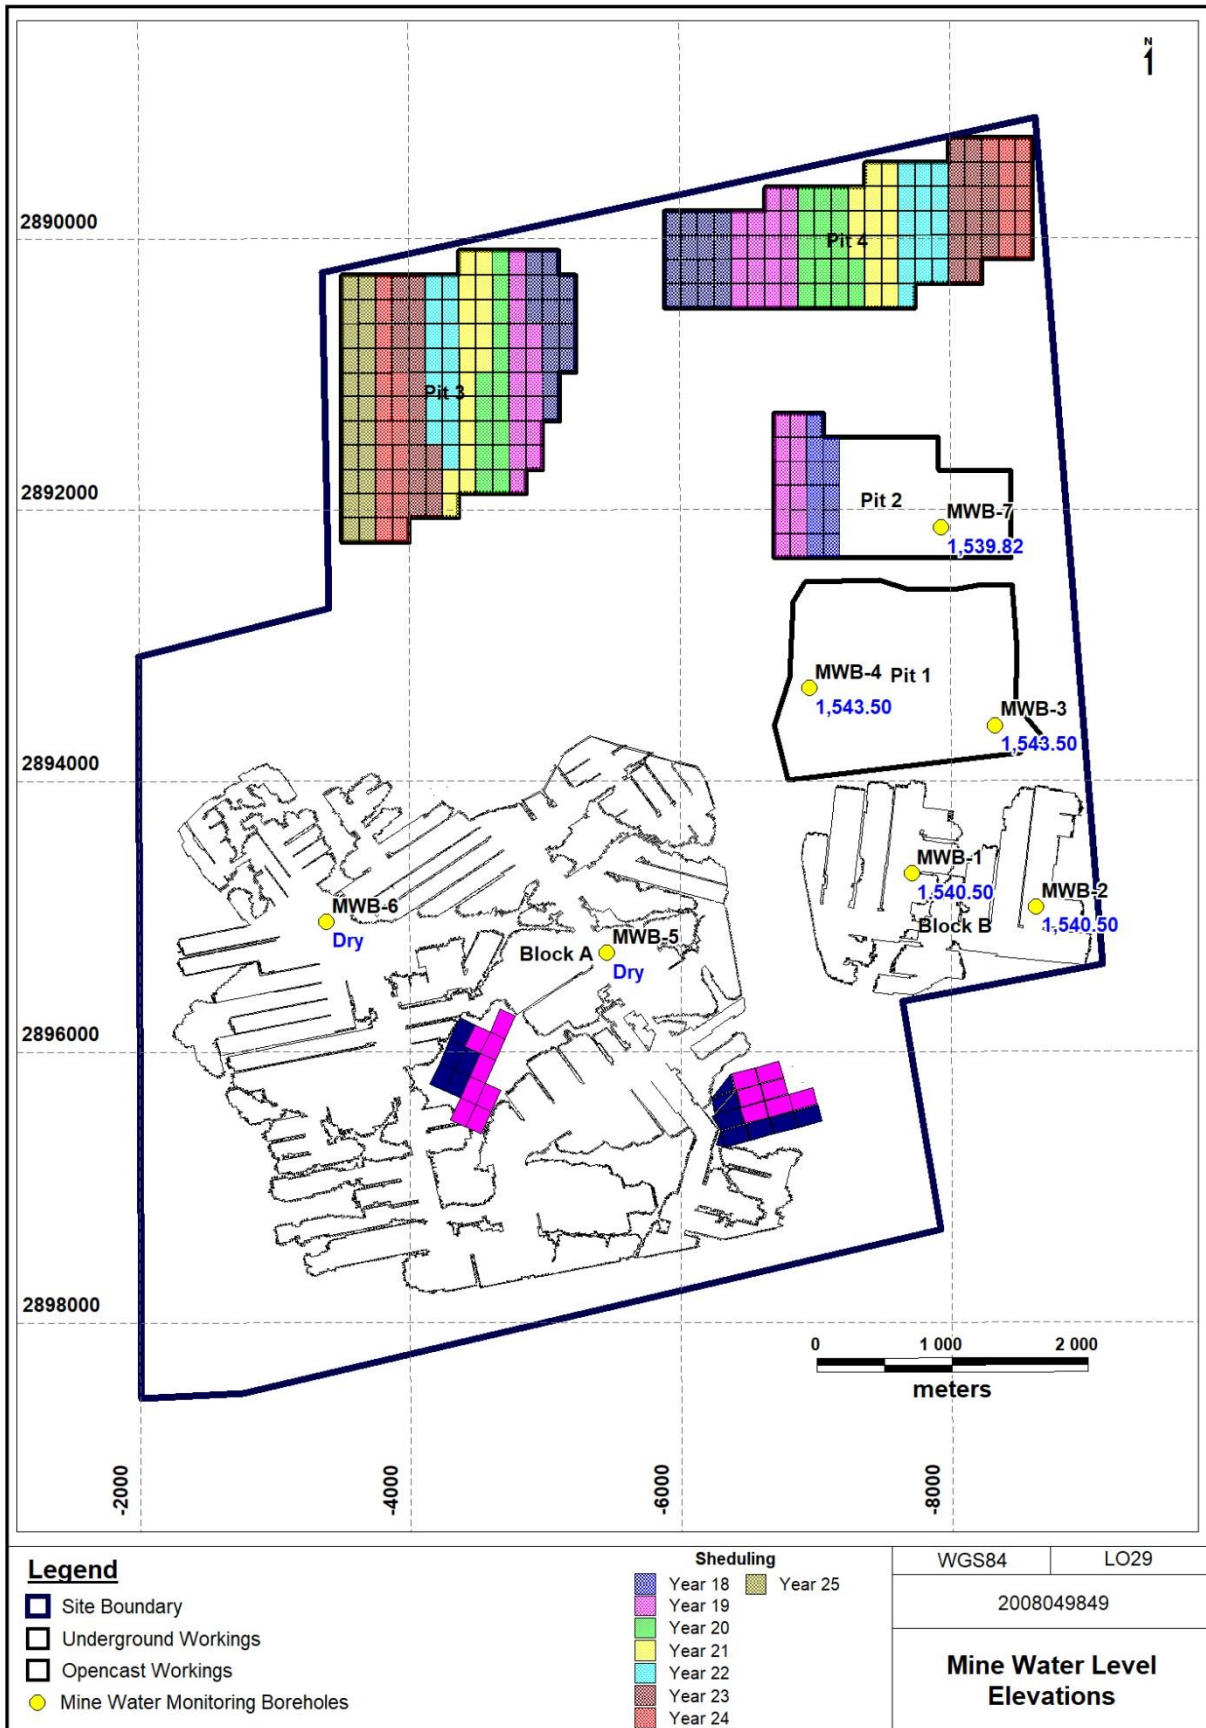 N
1
2890000
Pit 4
Pit 3
2892000
Pit 2
MWB-7
1,539.82
MWB-4
Pit 1
1,543.50
MWB-3
1,543.50
2894000
MWB-1
1.540.50
MWB-2
1,540.50
Block B
MWB-6
Dry
MWB-5
Block A
Dry
2896000
2898000
0 1 000 2 000
meters
-2000
-4000
-6000
-8000
Legend
Site Boundary
Underground Workings
Opencast Workings
Mine Water Monitoring Boreholes
Sheduling
Year 18 Year 25
Year 19
Year 20
Year 21
Year 22
Year 23
Year 24
WGS84 LO29
2008049849
Mine Water Level
Elevations